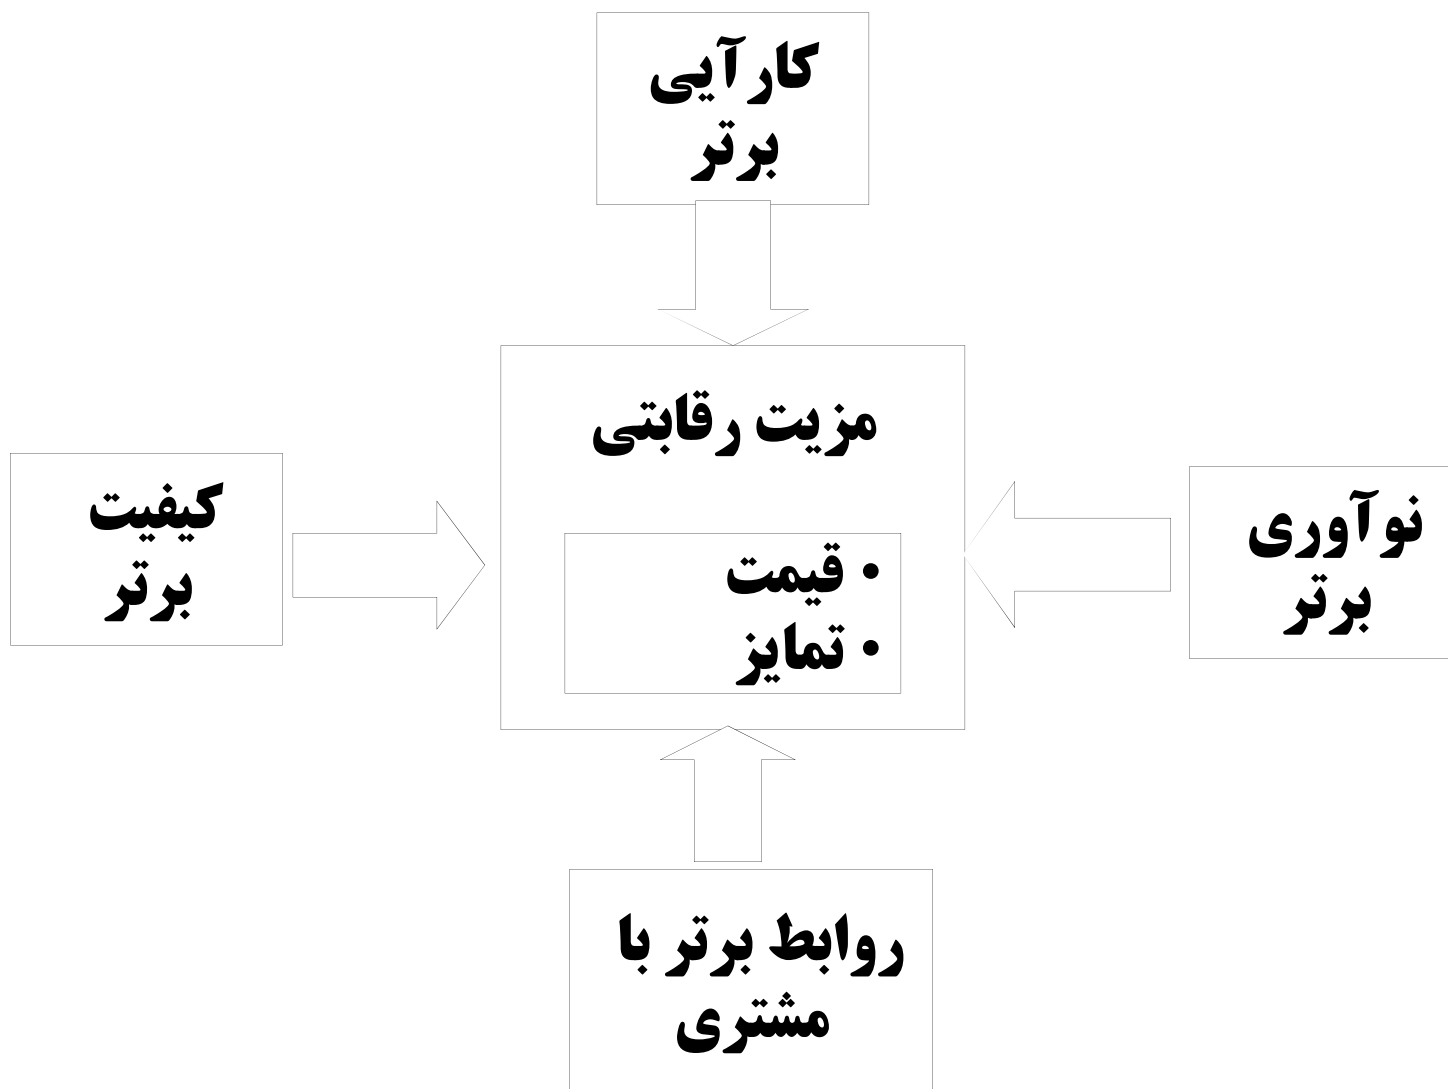 کارآیی
برتر
مزیت رقابتی
• قیمت
• تمایز
نوآوری
برتر
کیفیت
برتر
روابط برتر با
مشتری